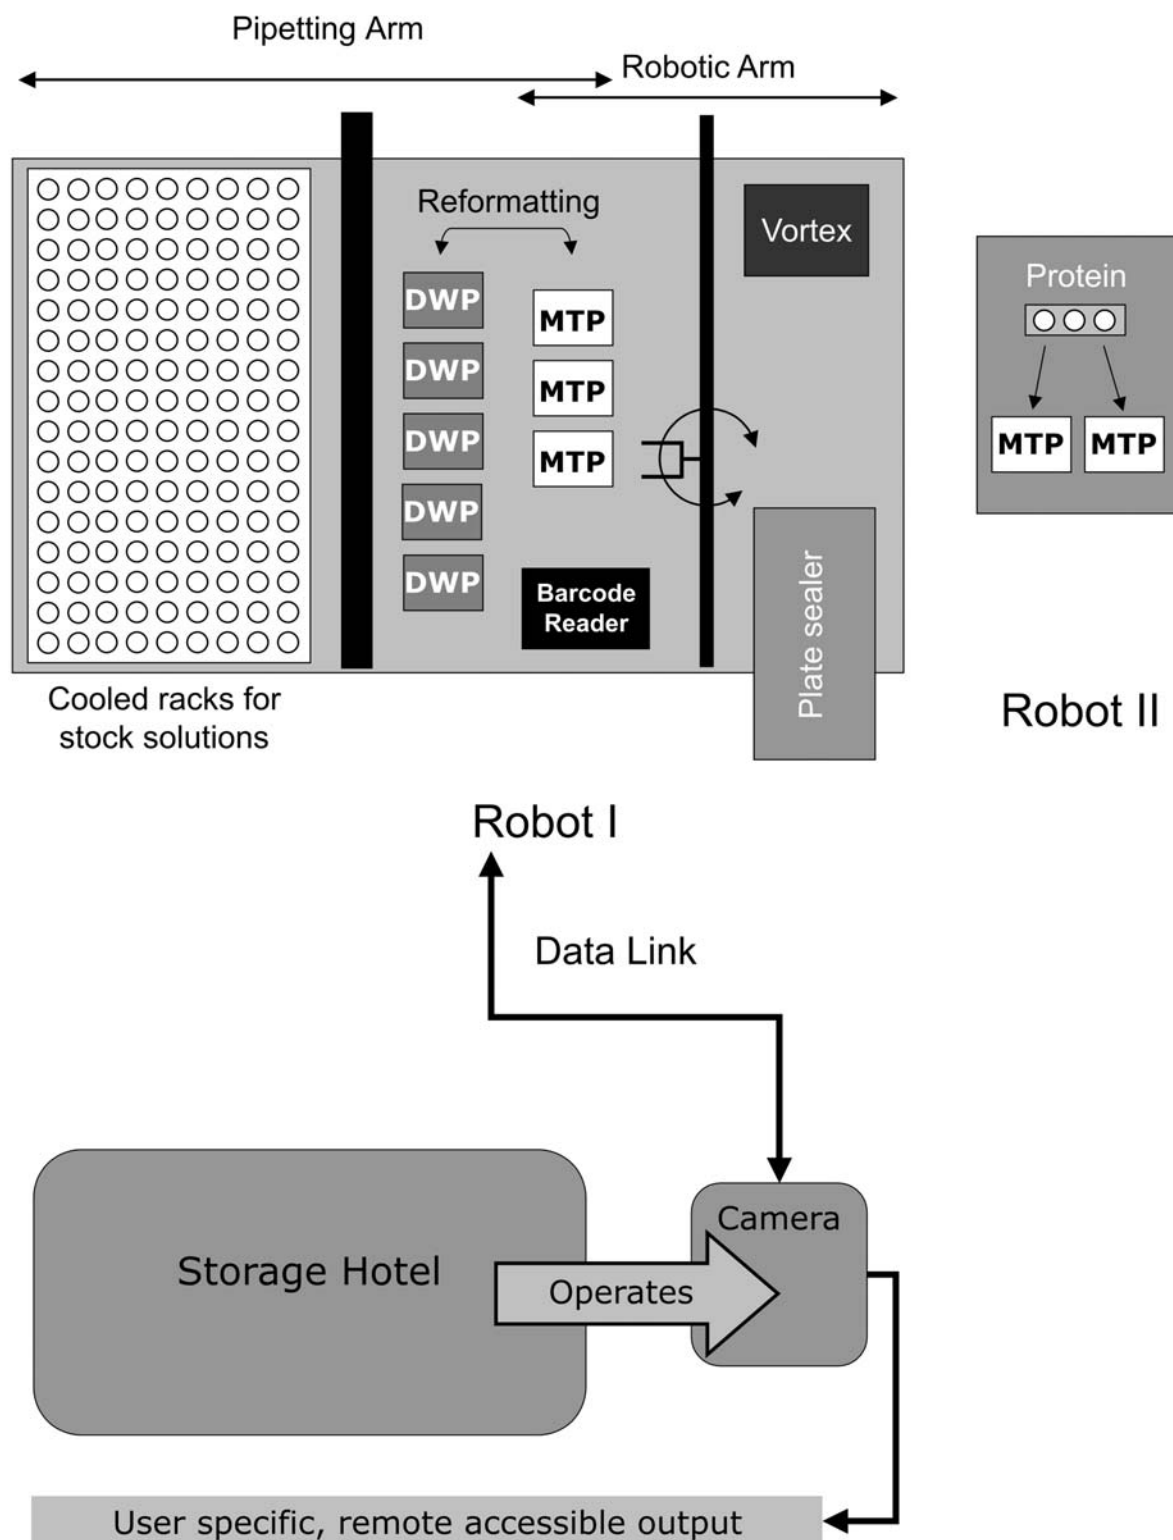 Pipetting Arm
Robotic Arm
Reformatting
Vortex
DWP
MTP
DWP
MTP
DWP
MTP
DWP
DWP
Barcode
Reader
Plate sealer
Cooled racks for
stock solutions
Protein
MTP MTP
Robot II
Robot I
Data Link
Storage Hotel
Operates
Camera
User specific, remote accessible output